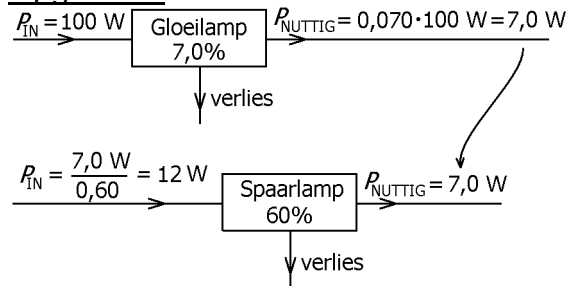 P_IN = 100 W
Gloeilamp
7,0%
P_NUTTIG = 0,070·100 W = 7,0 W
verlies
P_IN = 7,0 W / 0,60 = 12 W
Spaarlamp
60%
P_NUTTIG = 7,0 W
verlies